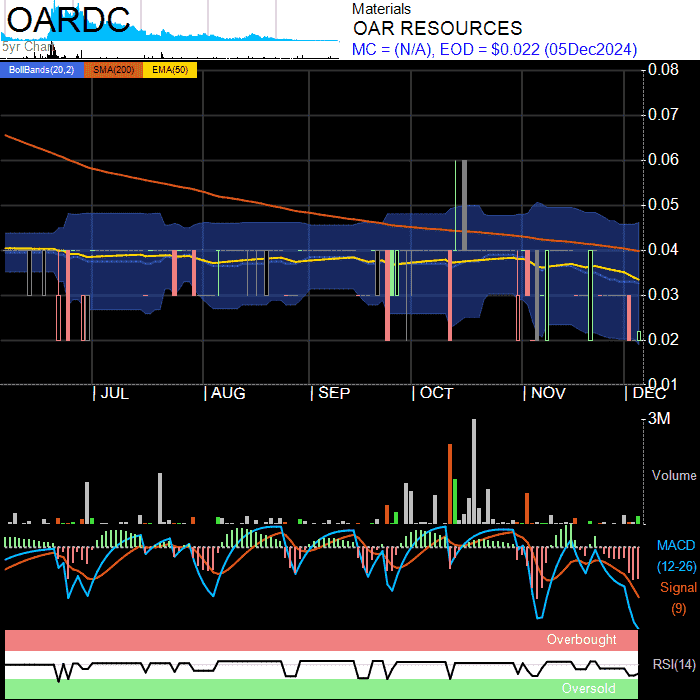 OARDC
5yr Chart
Materials
OAR RESOURCES
MC = (N/A), EOD = $0.022 (05Dec2024)
BollBands(20,2) SMA(200) EMA(50)
0.08
0.07
0.06
0.05
0.04
0.03
0.02
0.01
JUL AUG SEP OCT NOV DEC
3M
Volume
MACD
(12-26)
Signal
(9)
Overbought
RSI(14)
Oversold